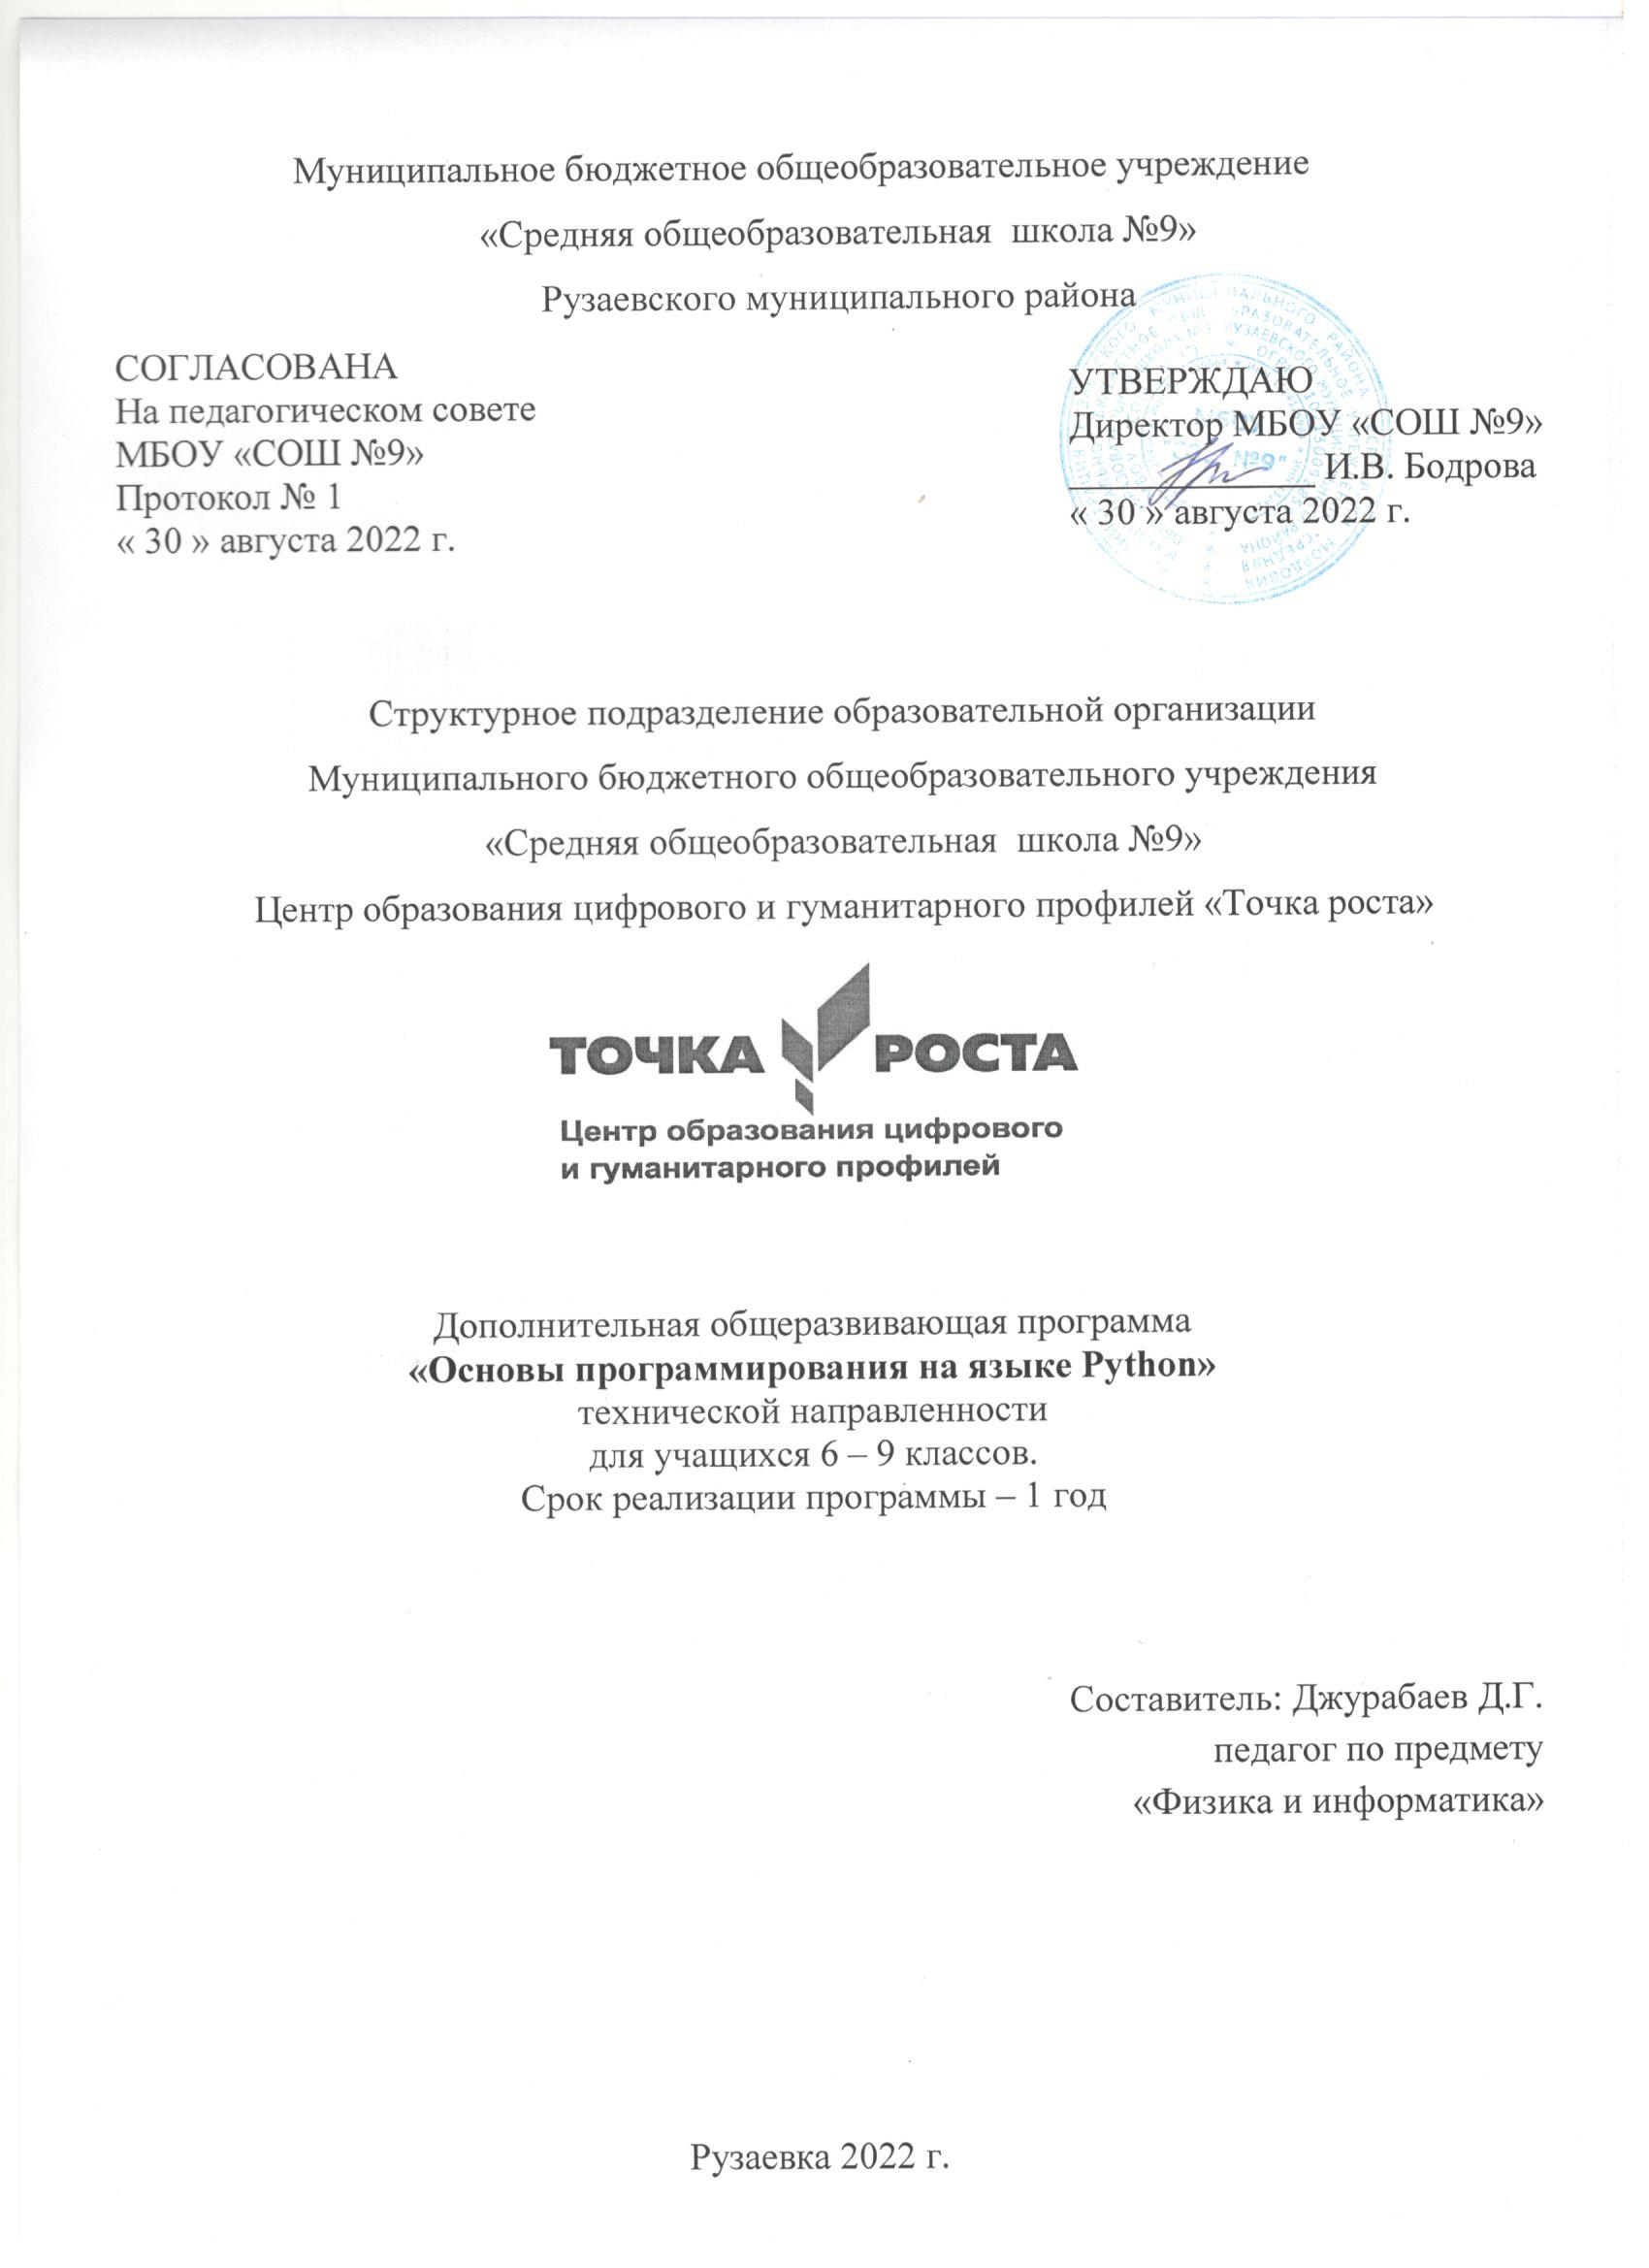 Муниципальное бюджетное общеобразовательное учреждение
«Средняя общеобразовательная школа №9»
Рузаевского муниципального района
СОГЛАСОВАНА
На педагогическом совете
МБОУ «СОШ №9»
Протокол № 1
« 30 » августа 2022 г.
УТВЕРЖДАЮ
Директор МБОУ «СОШ №9»
И.В. Бодрова
« 30 » августа 2022 г.
Структурное подразделение образовательной организации
Муниципального бюджетного общеобразовательного учреждения
«Средняя общеобразовательная школа №9»
Центр образования цифрового и гуманитарного профилей «Точка роста»
ТОЧКА РОСТА
Центр образования цифрового
и гуманитарного профилей
Дополнительная общеразвивающая программа
«Основы программирования на языке Python»
технической направленности
для учащихся 6 – 9 классов.
Срок реализации программы – 1 год
Составитель: Джурабаев Д.Г.
педагог по предмету
«Физика и информатика»
Рузаевка 2022 г.